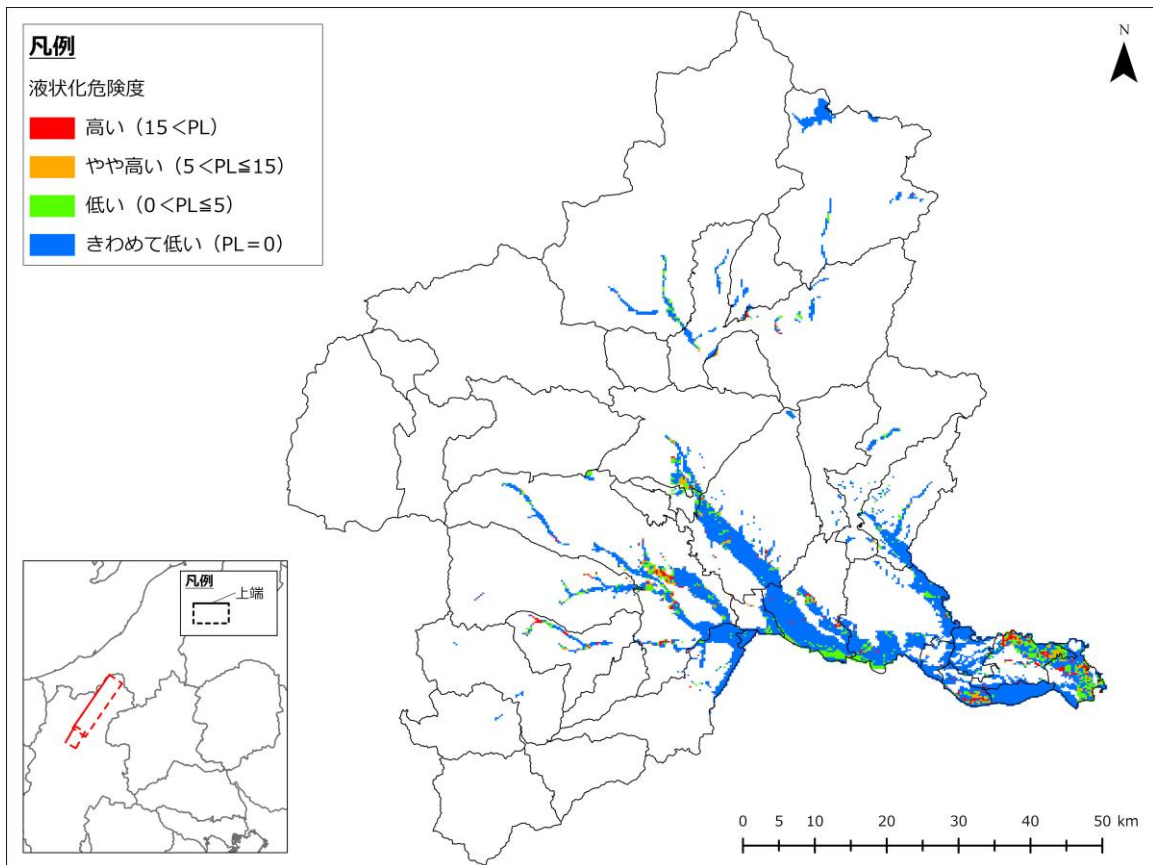 凡例
液状化危険度
高い（15＜PL）
やや高い（5＜PL≦15）
低い（0＜PL≦5）
きわめて低い（PL＝0）
N
凡例
上端
0 5 10 20 30 40 50 km